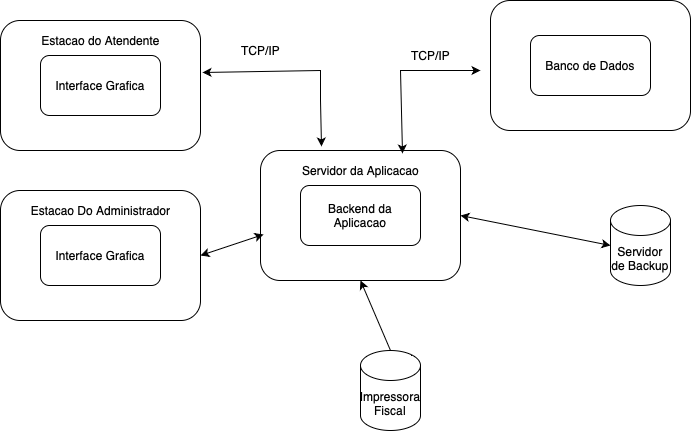 Estacao do Atendente
Interface Grafica
TCP/IP
TCP/IP
Banco de Dados
Servidor da Aplicacao
Backend da
Aplicacao
Estacao Do Administrador
Interface Grafica
Servidor
de Backup
Impressora
Fiscal